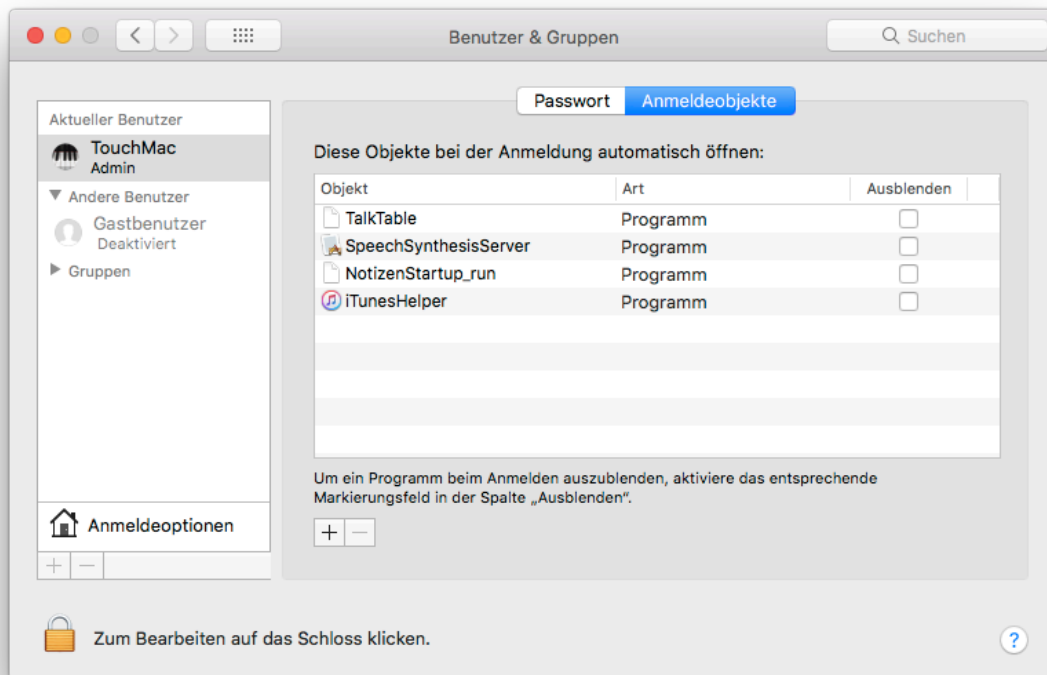 Benutzer & Gruppen
Suchen
Passwort
Anmeldeobjekte
Aktueller Benutzer
TouchMac
Admin
Andere Benutzer
Gastbenutzer
Deaktiviert
Gruppen
Anmeldeoptionen
Diese Objekte bei der Anmeldung automatisch öffnen:
Objekt Art Ausblenden
TalkTable Programm
SpeechSynthesisServer Programm
NotizenStartup_run Programm
iTunesHelper Programm
Um ein Programm beim Anmelden auszublenden, aktiviere das entsprechende
Markierungsfeld in der Spalte „Ausblenden“.
Zum Bearbeiten auf das Schloss klicken.